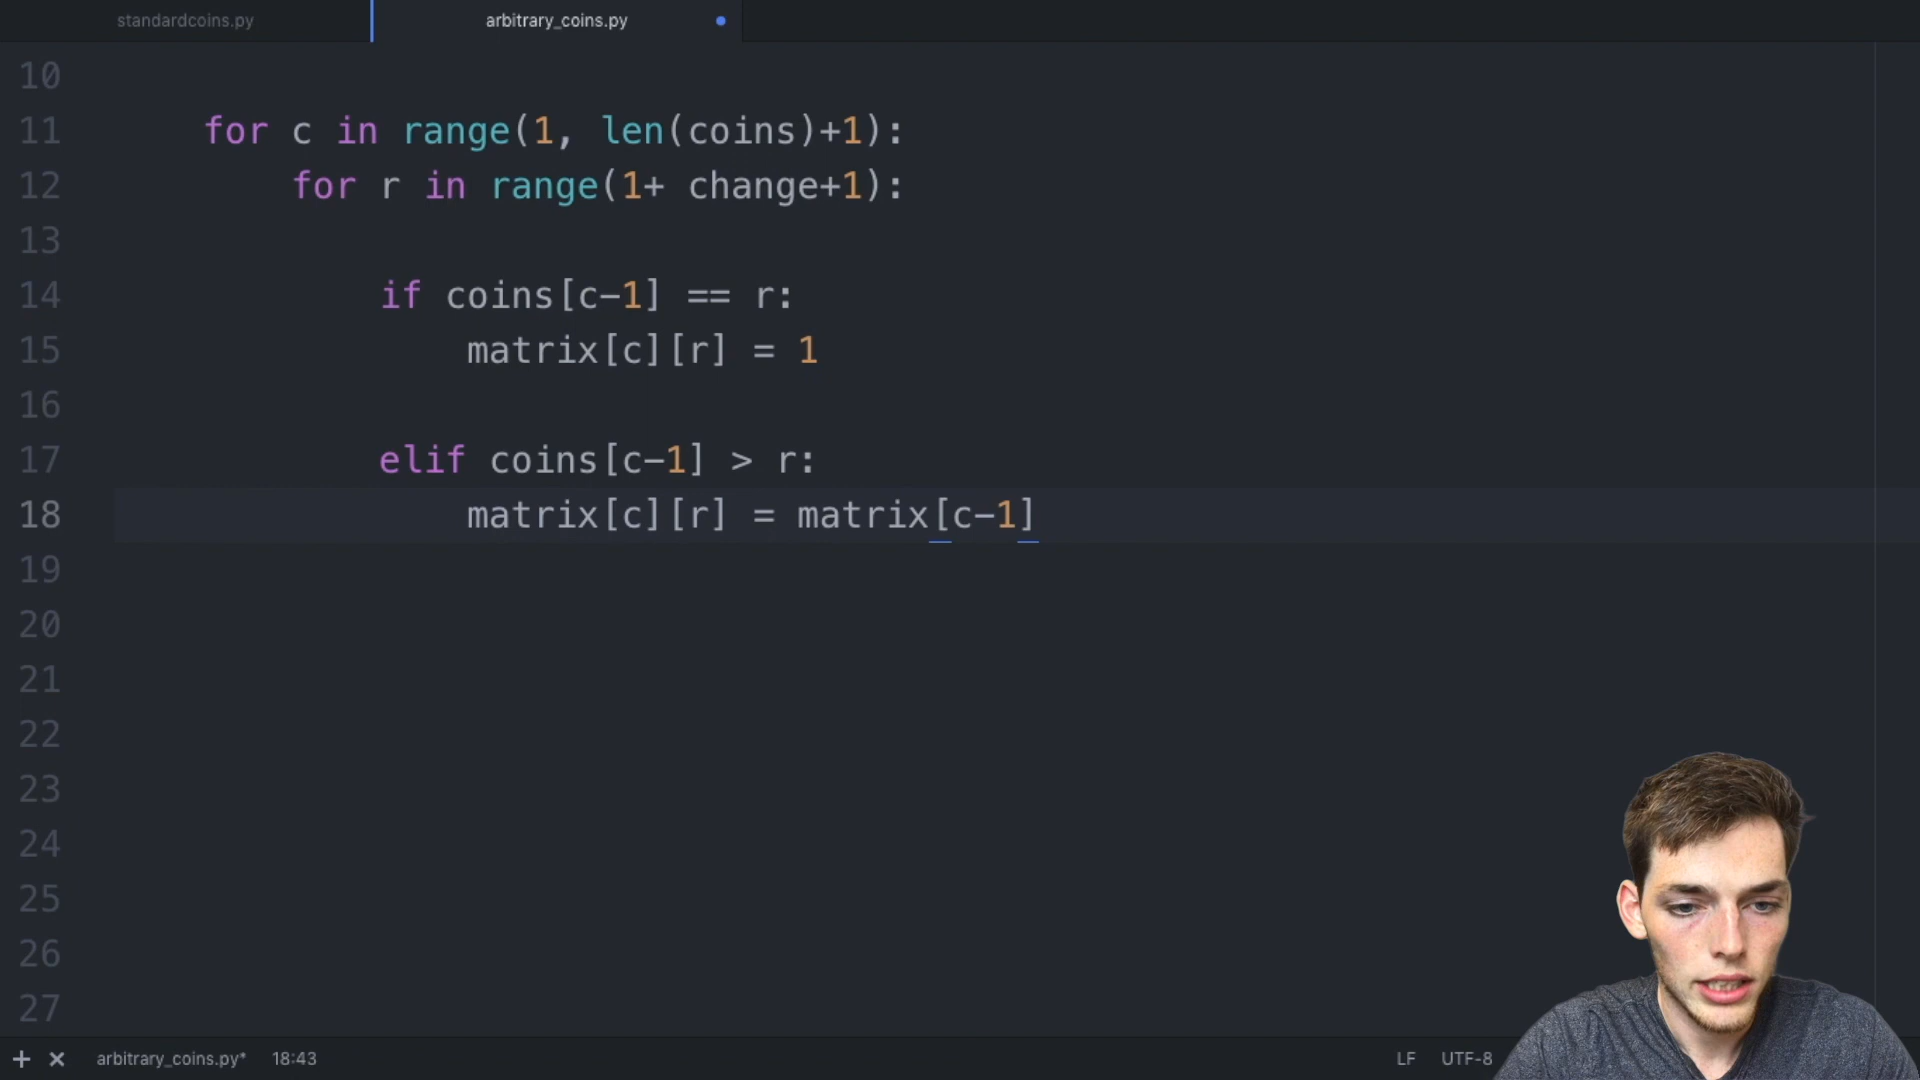 standardcoins.py
arbitrary_coins.py
10
11 for c in range(1, len(coins)+1):
12 for r in range(1+ change+1):
13
14 if coins[c-1] == r:
15 matrix[c][r] = 1
16
17 elif coins[c-1] > r:
18 matrix[c][r] = matrix[c-1]
19
20
21
22
23
24
25
26
27
+ × arbitrary_coins.py* 18:43 LF UTF-8